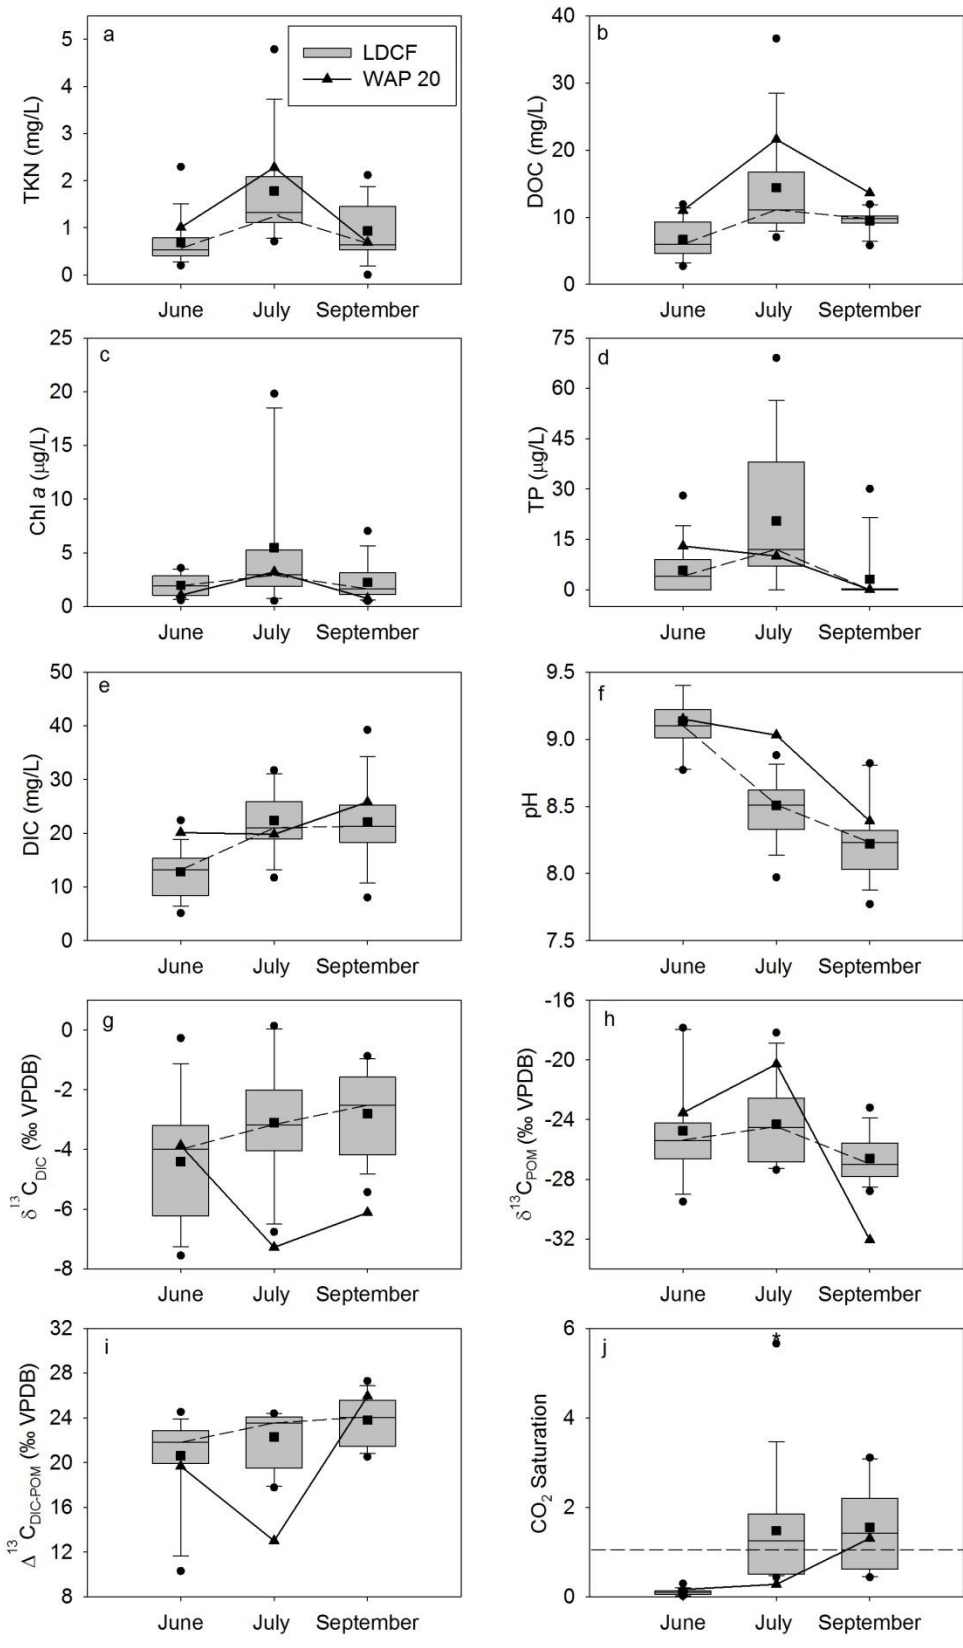 a
TKN (mg/L)
5
4
3
2
1
0
LDCF
WAP 20
June July September
b
DOC (mg/L)
40
30
20
10
0
June July September
c
Chl a (μg/L)
25
20
15
10
5
0
June July September
d
TP (μg/L)
75
60
45
30
15
0
June July September
e
DIC (mg/L)
50
40
30
20
10
0
June July September
f
pH
9.5
9.0
8.5
8.0
7.5
June July September
g
δ¹³C_DIC (‰ VPDB)
0
-2
-4
-6
-8
June July September
h
δ¹³C_POM (‰ VPDB)
-16
-20
-24
-28
-32
June July September
i
Δ¹³C_DIC-POM (‰ VPDB)
32
28
24
20
16
12
8
June July September
j
CO₂ Saturation
6
4
2
0
*
June July September